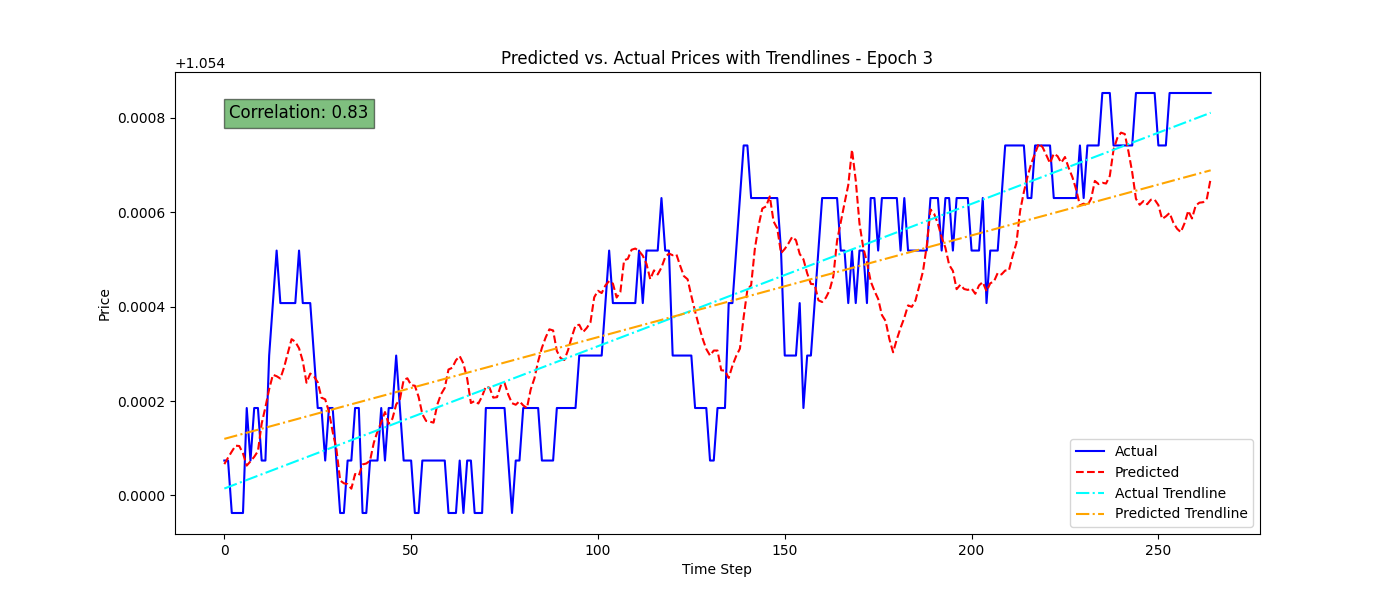 Predicted vs. Actual Prices with Trendlines - Epoch 3
+1.054
Correlation: 0.83
0.0008
0.0006
0.0004
0.0002
0.0000
Price
0 50 100 150 200 250
Time Step
Actual
Predicted
Actual Trendline
Predicted Trendline